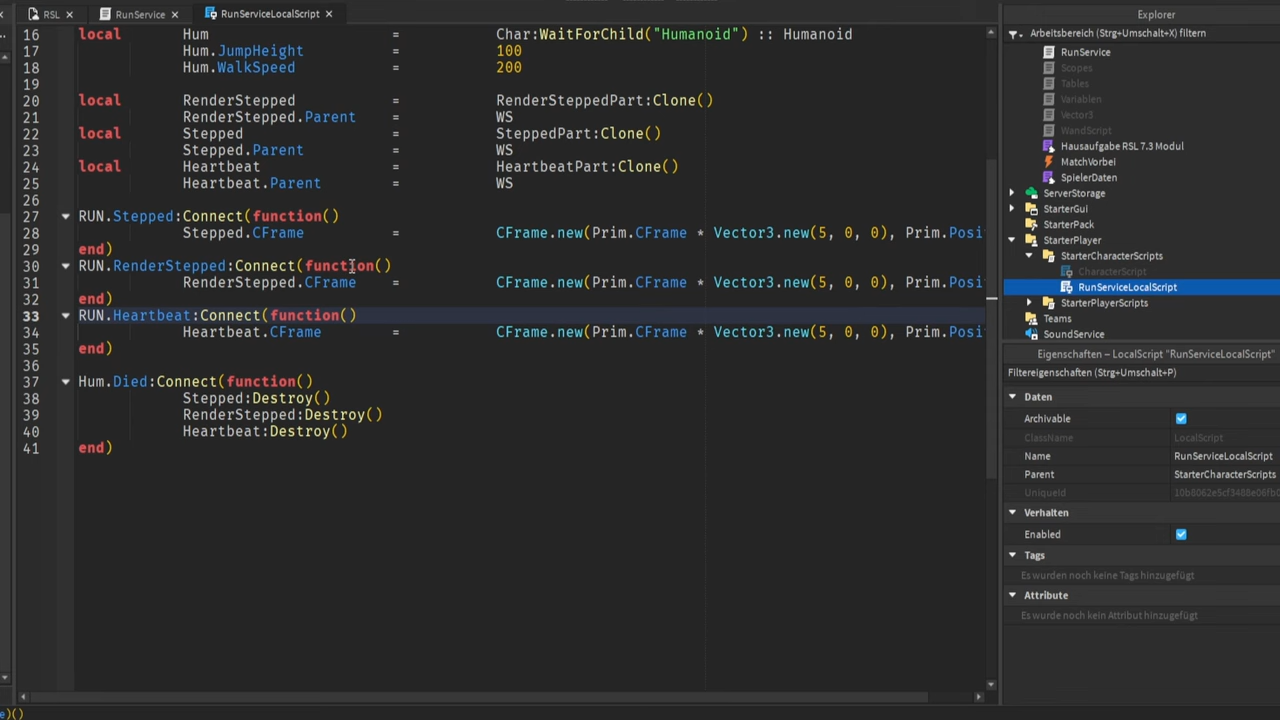 RSL
RunService
RunServiceLocalScript
16 local Hum = Char:WaitForChild("Humanoid") :: Humanoid
17 Hum.JumpHeight = 100
18 Hum.WalkSpeed = 200
19
20 local RenderStepped = RenderSteppedPart:Clone()
21 RenderStepped.Parent = WS
22 local Stepped = SteppedPart:Clone()
23 Stepped.Parent = WS
24 local Heartbeat = HeartbeatPart:Clone()
25 Heartbeat.Parent = WS
26
27 RUN.Stepped:Connect(function()
28 Stepped.CFrame = CFrame.new(Prim.CFrame * Vector3.new(5, 0, 0), Prim.Posi
29 end)
30 RUN.RenderStepped:Connect(function()
31 RenderStepped.CFrame = CFrame.new(Prim.CFrame * Vector3.new(5, 0, 0), Prim.Posi
32 end)
33 RUN.Heartbeat:Connect(function()
34 Heartbeat.CFrame = CFrame.new(Prim.CFrame * Vector3.new(5, 0, 0), Prim.Posi
35 end)
36
37 Hum.Died:Connect(function()
38 Stepped:Destroy()
39 RenderStepped:Destroy()
40 Heartbeat:Destroy()
41 end)
e)()
Explorer
Arbeitsbereich (Strg+Umschalt+X) filtern
RunService
Scopes
Tables
Variablen
Vector3
WandScript
Hausaufgabe RSL 7.3 Modul
MatchVorbei
SpielerDaten
ServerStorage
StarterGui
StarterPack
StarterPlayer
StarterCharacterScripts
CharacterScript
RunServiceLocalScript
StarterPlayerScripts
Teams
SoundService
Eigenschaften – LocalScript "RunServiceLocalScript"
Filtereigenschaften (Strg+Umschalt+P)
Daten
Archivable
ClassName LocalScript
Name RunServiceLocalScript
Parent StarterCharacterScripts
UniqueId
Verhalten
Enabled
Tags
Es wurden noch keine Tags hinzugefügt
Attribute
Es wurde noch kein Attribut hinzugefügt